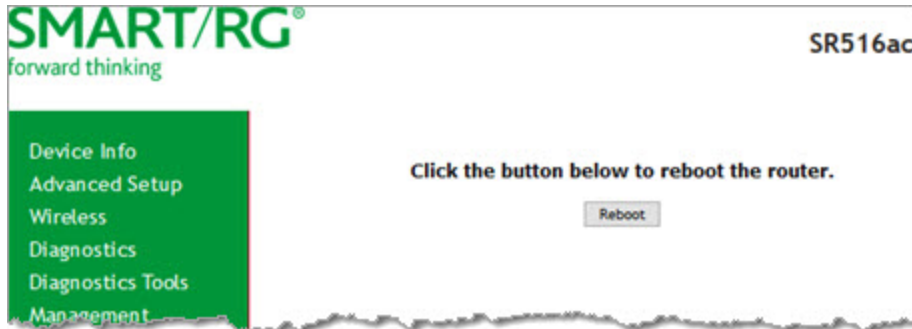 SMART/RG®
forward thinking
SR516ac
Device Info
Advanced Setup
Wireless
Diagnostics
Diagnostics Tools
Management
Click the button below to reboot the router.
Reboot